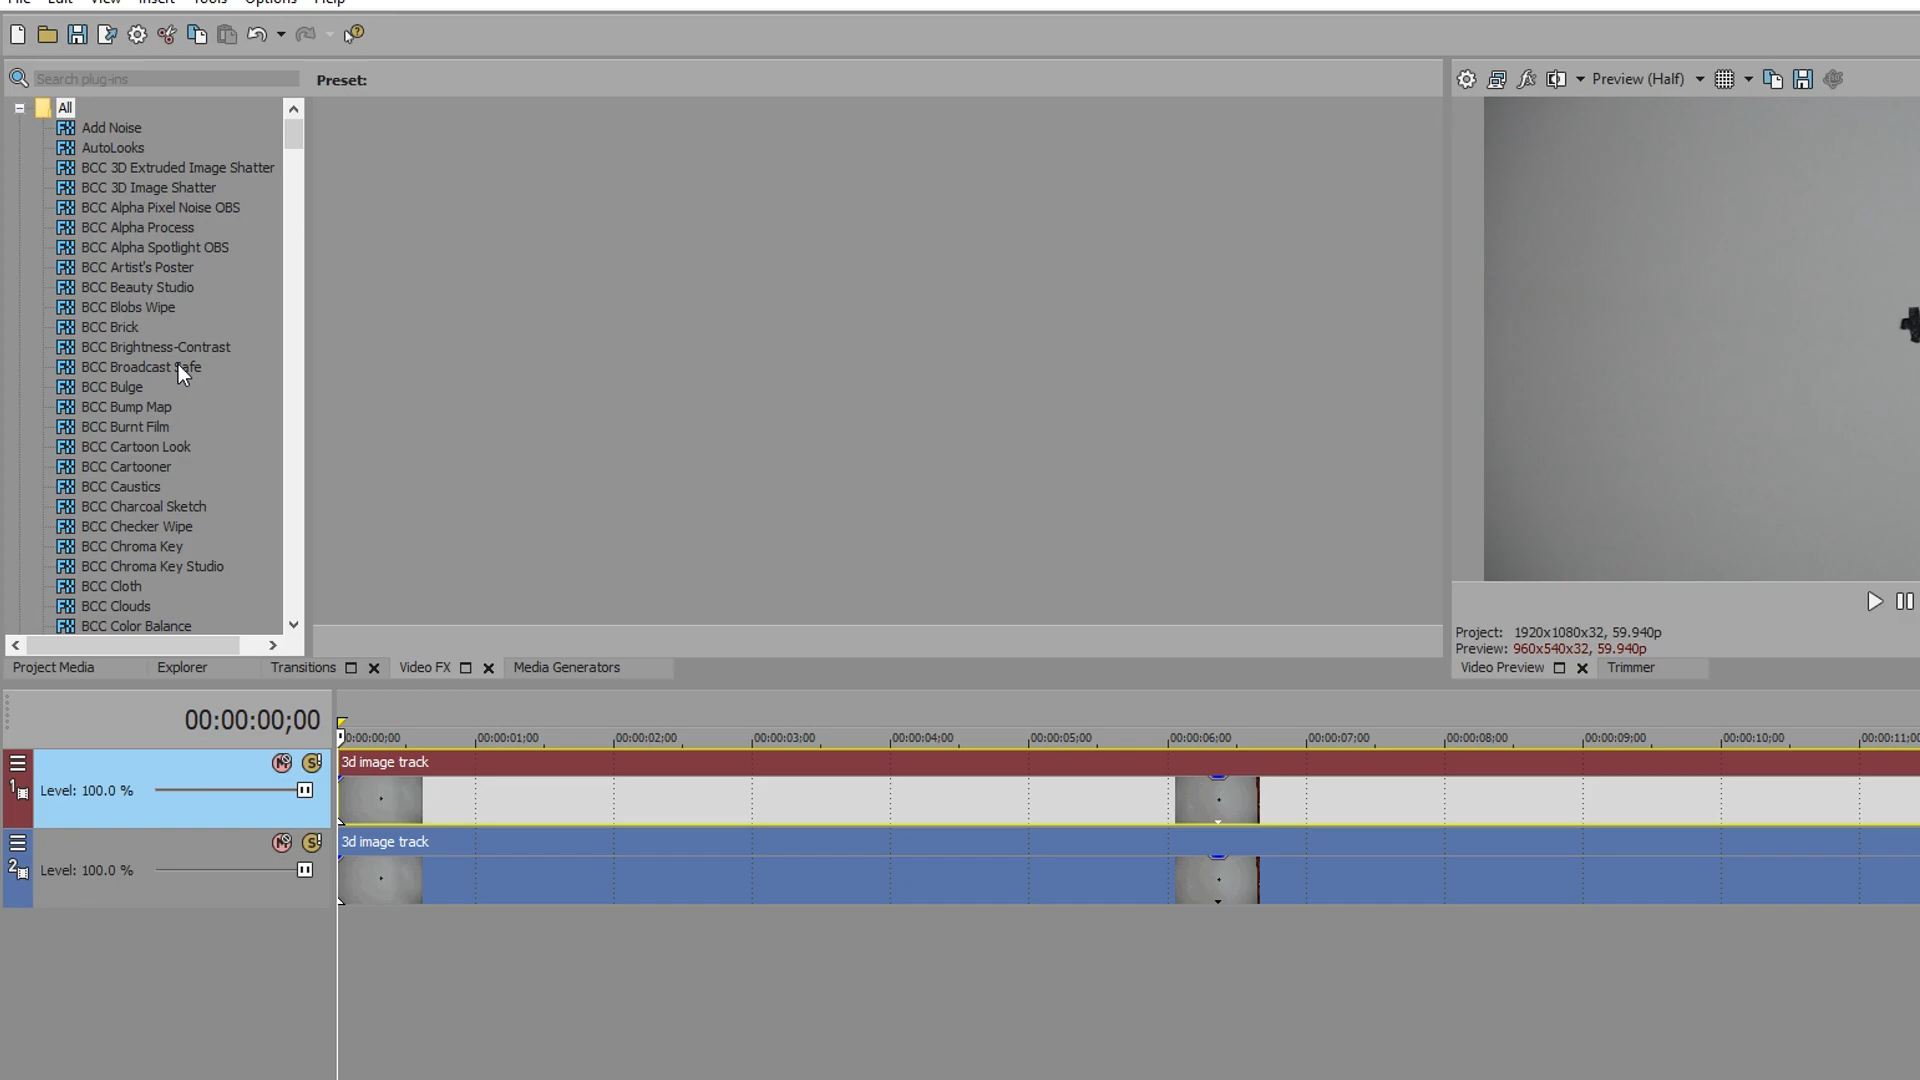 File Edit View Insert Tools Options Help
Search plug-ins
Preset:
Preview (Half)
All
Add Noise
AutoLooks
BCC 3D Extruded Image Shatter
BCC 3D Image Shatter
BCC Alpha Pixel Noise OBS
BCC Alpha Process
BCC Alpha Spotlight OBS
BCC Artist's Poster
BCC Beauty Studio
BCC Blobs Wipe
BCC Brick
BCC Brightness-Contrast
BCC Broadcast Safe
BCC Bulge
BCC Bump Map
BCC Burnt Film
BCC Cartoon Look
BCC Cartooner
BCC Caustics
BCC Charcoal Sketch
BCC Checker Wipe
BCC Chroma Key
BCC Chroma Key Studio
BCC Cloth
BCC Clouds
BCC Color Balance
Project: 1920x1080x32, 59.940p
Preview: 960x540x32, 59.940p
Project Media Explorer Transitions Video FX Media Generators
Video Preview Trimmer
00:00:00;00
00:00:00;00 00:00:01;00 00:00:02;00 00:00:03;00 00:00:04;00 00:00:05;00 00:00:06;00 00:00:07;00 00:00:08;00 00:00:09;00 00:00:10;00 00:00:11;00
3d image track
1 Level: 100.0 %
3d image track
2 Level: 100.0 %